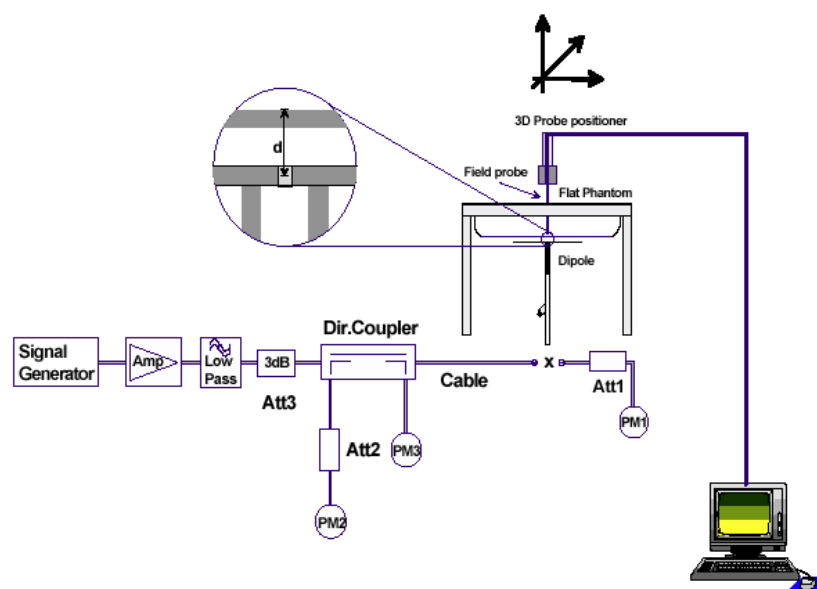 3D Probe positioner
d
Field probe
Flat Phantom
Dipole
Dir.Coupler
Signal
Generator
Amp
Low
Pass
3dB
Cable
x
Att1
Att3
PM1
Att2
PM3
PM2